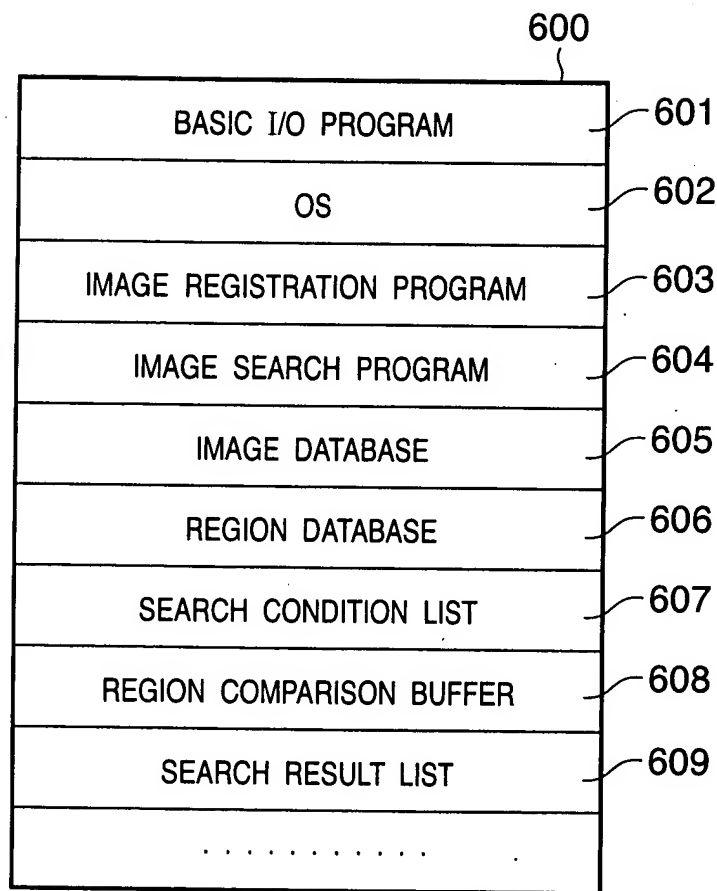 600
BASIC I/O PROGRAM 601
OS 602
IMAGE REGISTRATION PROGRAM 603
IMAGE SEARCH PROGRAM 604
IMAGE DATABASE 605
REGION DATABASE 606
SEARCH CONDITION LIST 607
REGION COMPARISON BUFFER 608
SEARCH RESULT LIST 609
. . . . . . . . . . .